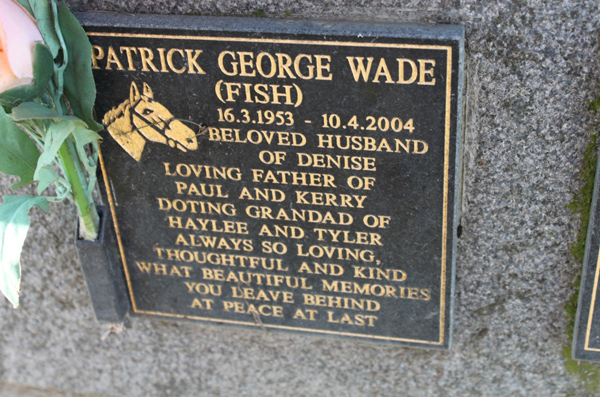 PATRICK GEORGE WADE
(FISH)
16.3.1953 - 10.4.2004
BELOVED HUSBAND
OF DENISE
LOVING FATHER OF
PAUL AND KERRY
DOTING GRANDAD OF
HAYLEE AND TYLER
ALWAYS SO LOVING,
THOUGHTFUL AND KIND
WHAT BEAUTIFUL MEMORIES
YOU LEAVE BEHIND
AT PEACE AT LAST